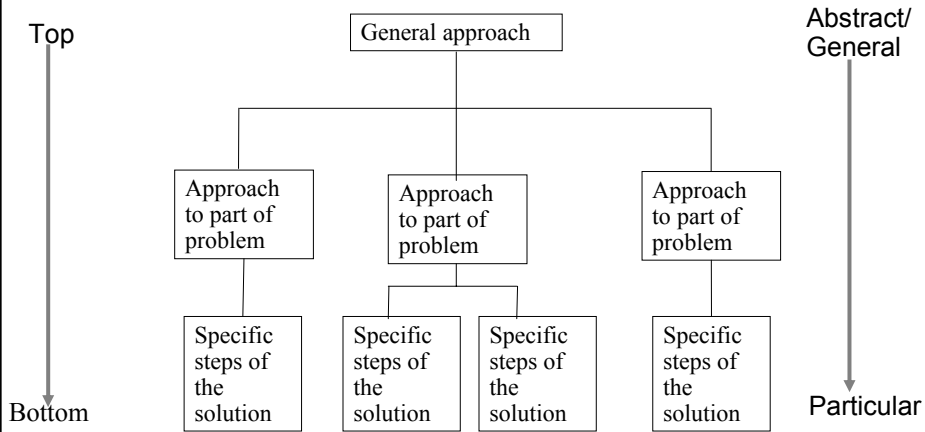 Top
General approach
Abstract/
General
Approach
to part of
problem
Approach
to part of
problem
Approach
to part of
problem
Specific
steps of
the
solution
Specific
steps of
the
solution
Specific
steps of
the
solution
Specific
steps of
the
solution
Bottom
Particular